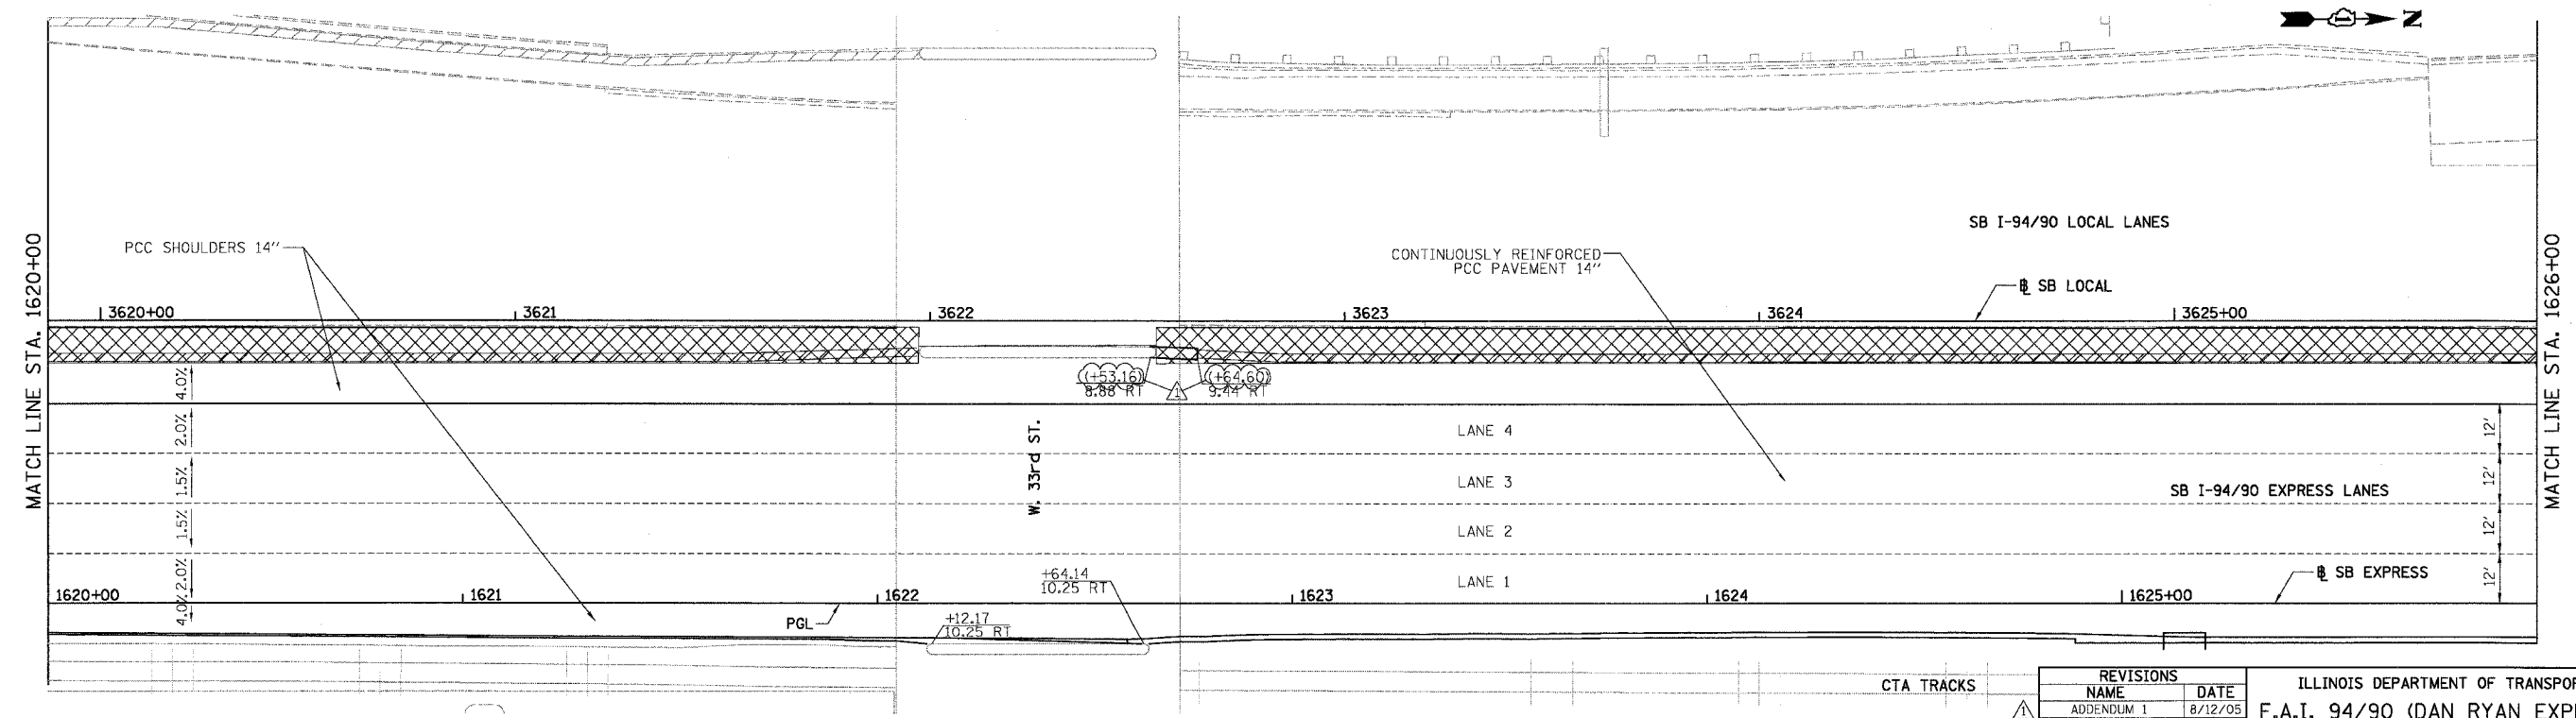 N
MATCH LINE STA. 1620+00
MATCH LINE STA. 1626+00
SB I-94/90 LOCAL LANES
PCC SHOULDERS 14"
CONTINUOUSLY REINFORCED
PCC PAVEMENT 14"
℄ SB LOCAL
3620+00
3621
3622
3623
3624
3625+00
4.0%
(+53.16)
8.88 RT
1
(+64.60)
9.44 RT
2.0%
LANE 4
12'
W. 33rd ST.
1.5%
LANE 3
12'
SB I-94/90 EXPRESS LANES
1.5%
LANE 2
12'
2.0%
LANE 1
12'
+64.14
10.25 RT
℄ SB EXPRESS
1620+00
1621
1622
1623
1624
1625+00
4.0%
PGL
+12.17
10.25 RT
CTA TRACKS
REVISIONS
NAME
DATE
1
ADDENDUM 1
8/12/05
ILLINOIS DEPARTMENT OF TRANSPO
F.A.I. 94/90 (DAN RYAN EXP